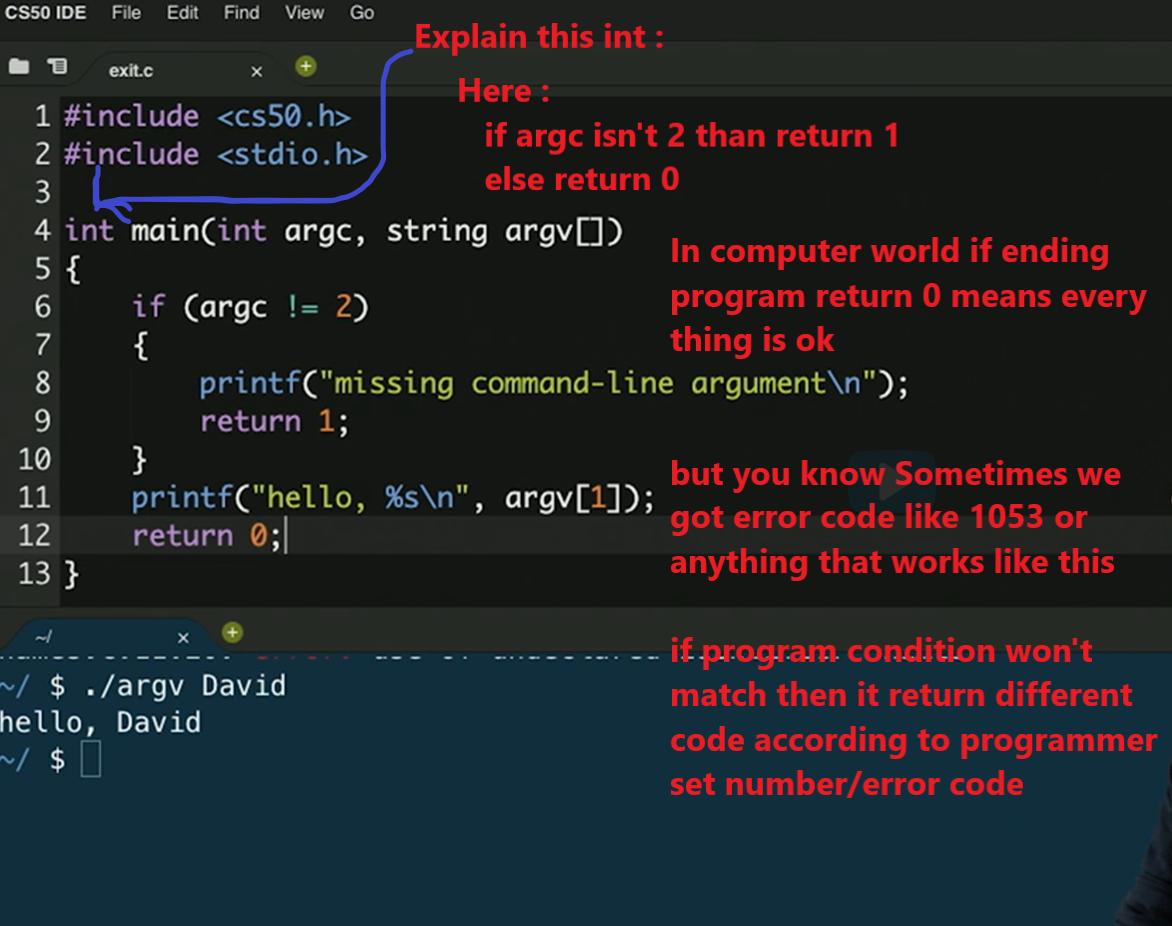 CS50 IDE File Edit Find View Go
Explain this int :
exit.c
Here :
if argc isn't 2 than return 1
else return 0
1 #include <cs50.h>
2 #include <stdio.h>
3
4 int main(int argc, string argv[])
5 {
6 if (argc != 2)
7 {
8 printf("missing command-line argument\n");
9 return 1;
10 }
11 printf("hello, %s\n", argv[1]);
12 return 0;
13 }
In computer world if ending
program return 0 means every
thing is ok
but you know Sometimes we
got error code like 1053 or
anything that works like this
if program condition won't
match then it return different
code according to programmer
set number/error code
~/
~/ $ ./argv David
hello, David
~/ $